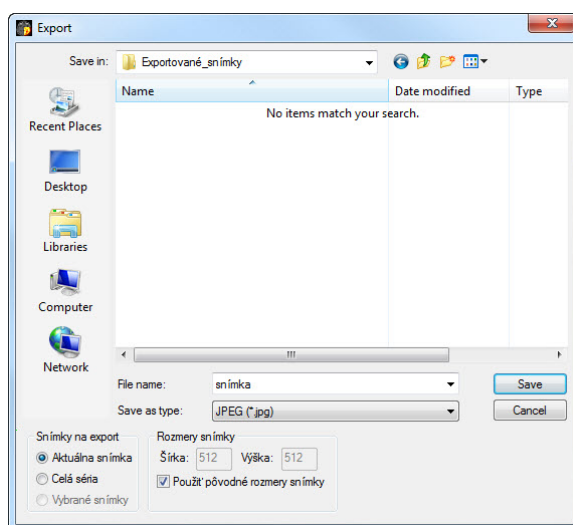 Export
Save in: Exportované_snímky
Name Date modified Type
No items match your search.
Recent Places
Desktop
Libraries
Computer
Network
File name: snímka Save
Save as type: JPEG (*.jpg) Cancel
Snímky na export Rozmery snímky
Aktuálna snímka Šírka: 512 Výška: 512
Celá séria Použiť pôvodné rozmery snímky
Vybrané snímky